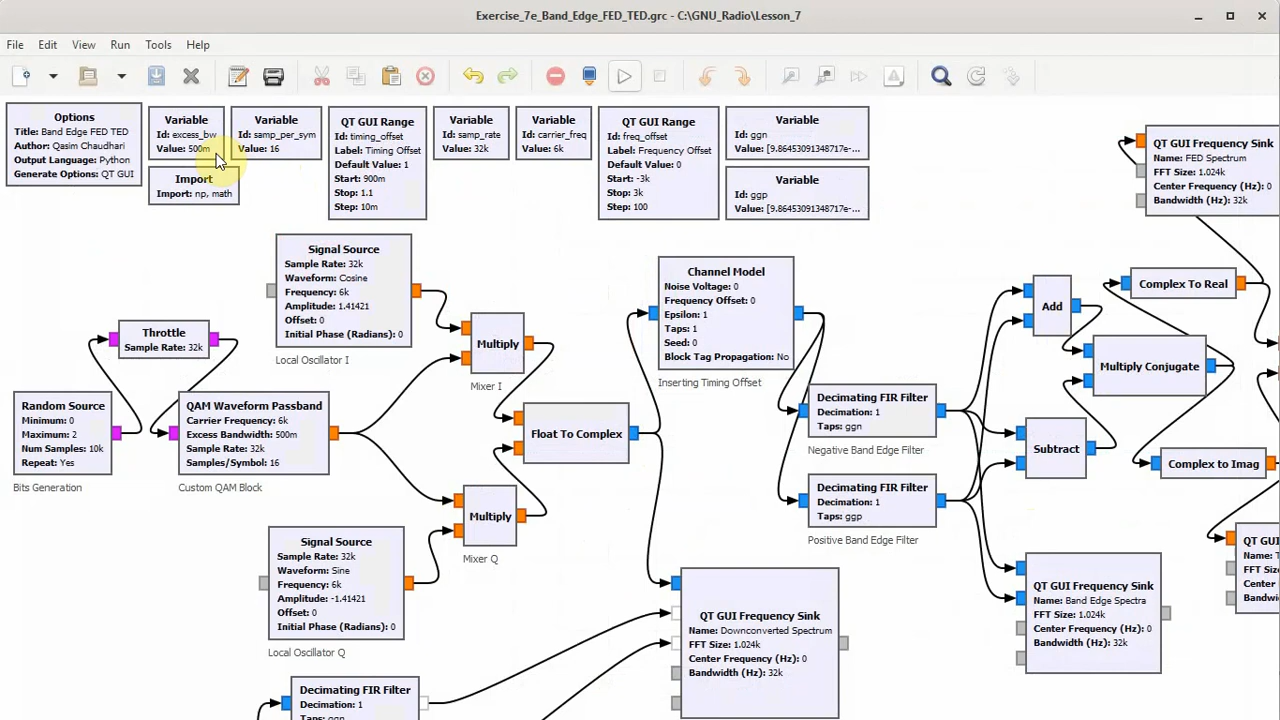 Exercise_7e_Band_Edge_FED_TED.grc - C:\GNU_Radio\Lesson_7
File Edit View Run Tools Help
Options
Title: Band Edge FED TED
Author: Qasim Chaudhari
Output Language: Python
Generate Options: QT GUI
Variable
Id: excess_bw
Value: 500m
Import
Import: np, math
Variable
Id: samp_per_sym
Value: 16
QT GUI Range
Id: timing_offset
Label: Timing Offset
Default Value: 1
Start: 900m
Stop: 1.1
Step: 10m
Variable
Id: samp_rate
Value: 32k
Variable
Id: carrier_freq
Value: 6k
QT GUI Range
Id: freq_offset
Label: Frequency Offset
Default Value: 0
Start: -3k
Stop: 3k
Step: 100
Variable
Id: ggn
Value: [9.86453091348717e-...
Variable
Id: ggp
Value: [9.86453091348717e-...
QT GUI Frequency Sink
Name: FED Spectrum
FFT Size: 1.024k
Center Frequency (Hz): 0
Bandwidth (Hz): 32k
Signal Source
Sample Rate: 32k
Waveform: Cosine
Frequency: 6k
Amplitude: 1.41421
Offset: 0
Initial Phase (Radians): 0
Local Oscillator I
Throttle
Sample Rate: 32k
Random Source
Minimum: 0
Maximum: 2
Num Samples: 10k
Repeat: Yes
Bits Generation
QAM Waveform Passband
Carrier Frequency: 6k
Excess Bandwidth: 500m
Sample Rate: 32k
Samples/Symbol: 16
Custom QAM Block
Multiply
Mixer I
Float To Complex
Multiply
Mixer Q
Signal Source
Sample Rate: 32k
Waveform: Sine
Frequency: 6k
Amplitude: -1.41421
Offset: 0
Initial Phase (Radians): 0
Local Oscillator Q
Channel Model
Noise Voltage: 0
Frequency Offset: 0
Epsilon: 1
Taps: 1
Seed: 0
Block Tag Propagation: No
Inserting Timing Offset
Decimating FIR Filter
Decimation: 1
Taps: ggn
Negative Band Edge Filter
Decimating FIR Filter
Decimation: 1
Taps: ggp
Positive Band Edge Filter
Add
Subtract
Complex To Real
Multiply Conjugate
Complex to Imag
QT GUI Frequency Sink
Name: Downconverted Spectrum
FFT Size: 1.024k
Center Frequency (Hz): 0
Bandwidth (Hz): 32k
QT GUI Frequency Sink
Name: Band Edge Spectra
FFT Size: 1.024k
Center Frequency (Hz): 0
Bandwidth (Hz): 32k
QT GUI
Name: T
FFT Size
Center
Bandwid
Decimating FIR Filter
Decimation: 1
Taps: ggn